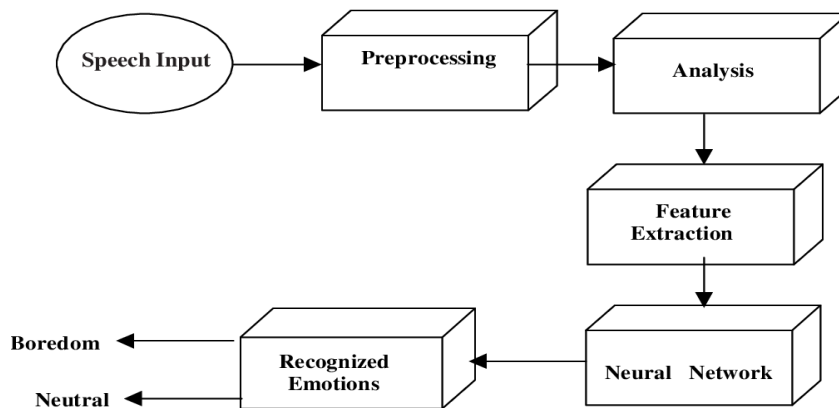 Speech Input
Preprocessing
Analysis
Feature
Extraction
Neural Network
Recognized
Emotions
Boredom
Neutral